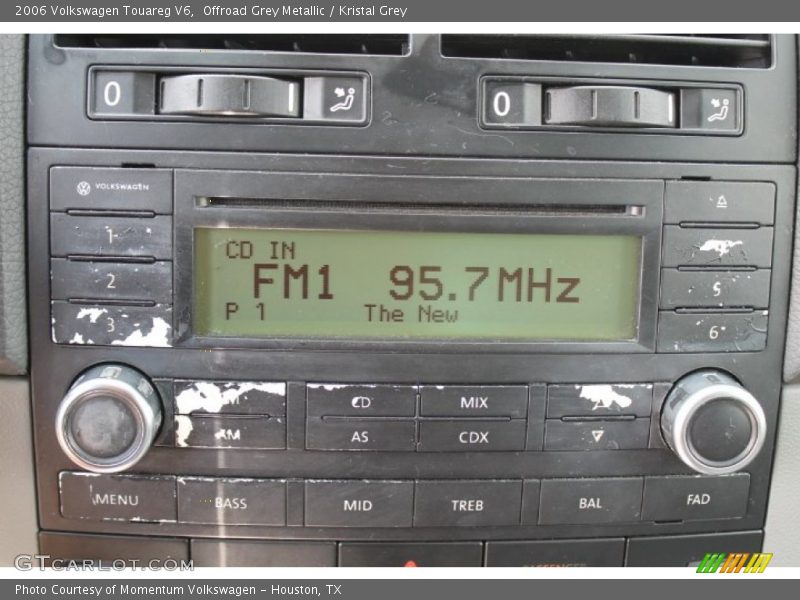 2006 Volkswagen Touareg V6, Offroad Grey Metallic / Kristal Grey
0 0
VOLKSWAGEN
1
2
3
CD IN
FM1 95.7MHz
P 1 The New
5
6
CD MIX
AS CDX
MENU BASS MID TREB BAL FAD
GTCarLot.com
Photo Courtesy of Momentum Volkswagen - Houston, TX